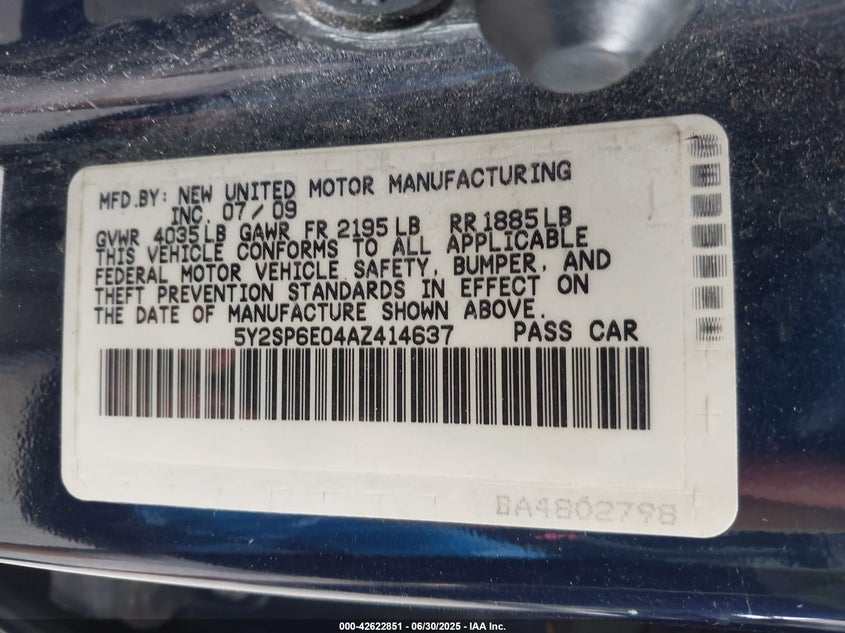 MFD.BY: NEW UNITED MOTOR MANUFACTURING
INC. 07/09
GVWR 4035LB GAWR FR 2195LB RR1885LB
THIS VEHICLE CONFORMS TO ALL APPLICABLE
FEDERAL MOTOR VEHICLE SAFETY, BUMPER, AND
THEFT PREVENTION STANDARDS IN EFFECT ON
THE DATE OF MANUFACTURE SHOWN ABOVE.
5Y2SP6E04AZ414637 PASS CAR
BA4802798
000-42622851 - 06/30/2025 - IAA Inc.